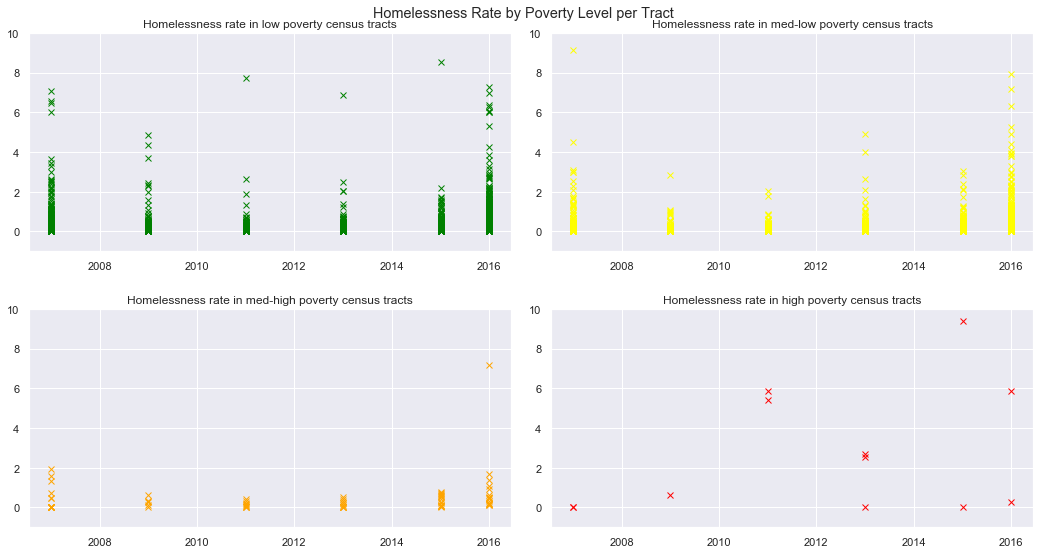 Homelessness Rate by Poverty Level per Tract
Homelessness rate in low poverty census tracts
10
8
6
4
2
0
2008 2010 2012 2014 2016
Homelessness rate in med-low poverty census tracts
10
8
6
4
2
0
2008 2010 2012 2014 2016
Homelessness rate in med-high poverty census tracts
10
8
6
4
2
0
2008 2010 2012 2014 2016
Homelessness rate in high poverty census tracts
10
8
6
4
2
0
2008 2010 2012 2014 2016